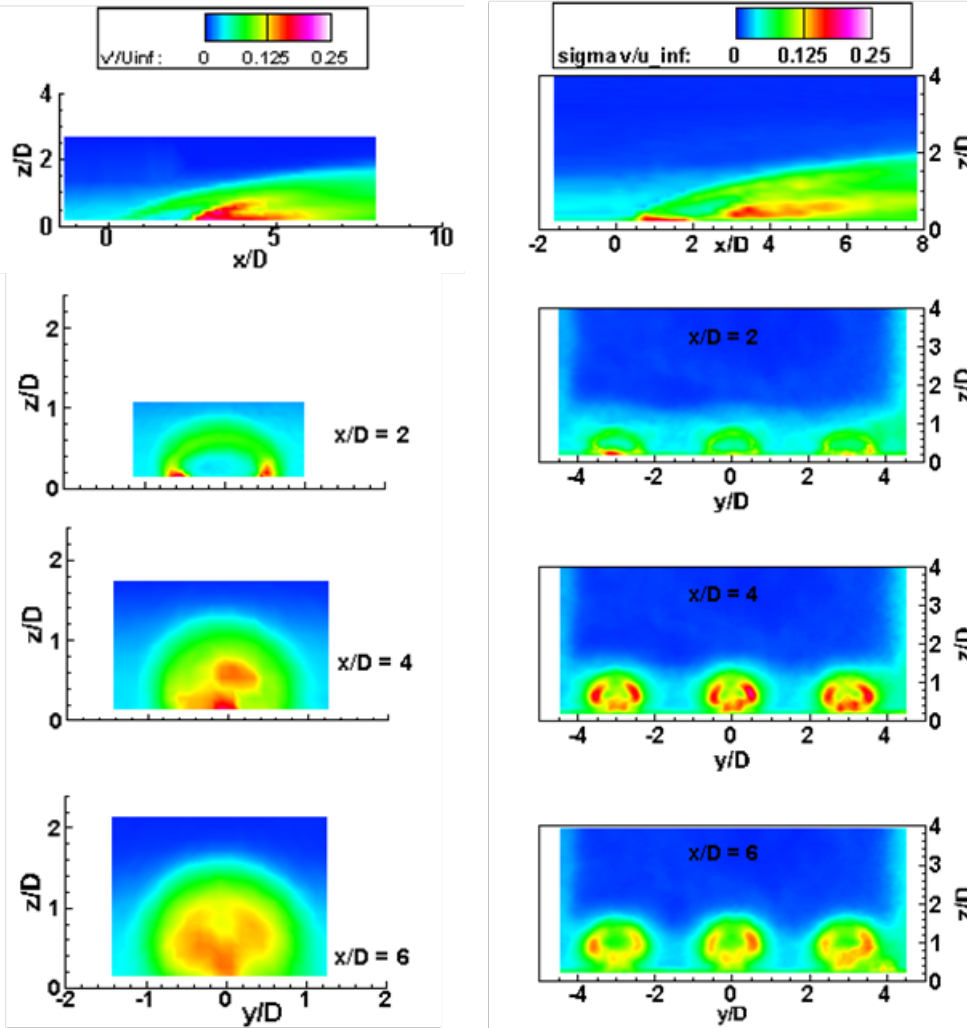 v'/Uinf: 0 0.125 0.25
sigma v/u_inf: 0 0.125 0.25
4
2
0
z/D
0 5 10
x/D
4
2
0
z/D
-2 0 2 4 6 8
x/D
2
1
0
z/D
x/D = 2
x/D = 2
4
3
2
1
0
z/D
-4 -2 0 2 4
y/D
2
1
0
z/D
x/D = 4
x/D = 4
4
3
2
1
0
z/D
-4 -2 0 2 4
y/D
2
1
0
z/D
x/D = 6
-2 -1 0 1 2
y/D
x/D = 6
4
3
2
1
0
z/D
-4 -2 0 2 4
y/D